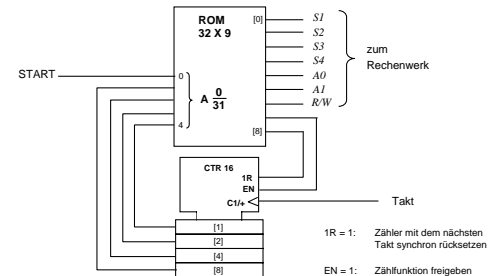 ROM
32 X 9
[0]
S1
S2
S3
S4
A0
A1
R/W
zum
Rechenwerk
START
0
A 0
31
4
[8]
CTR 16
1R
EN
C1/+
Takt
[1]
[2]
[4]
[8]
1R = 1: Zähler mit dem nächsten
Takt synchron rücksetzen
EN = 1: Zählfunktion freigeben